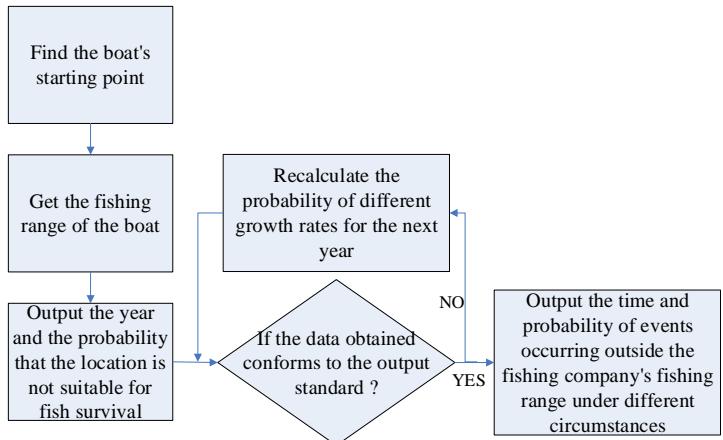 Find the boat's
starting point
Get the fishing
range of the boat
Output the year
and the probability
that the location is
not suitable for
fish survival
Recalculate the
probability of different
growth rates for the next
year
If the data obtained
conforms to the output
standard ?
NO
YES
Output the time and
probability of events
occurring outside the
fishing company's fishing
range under different
circumstances